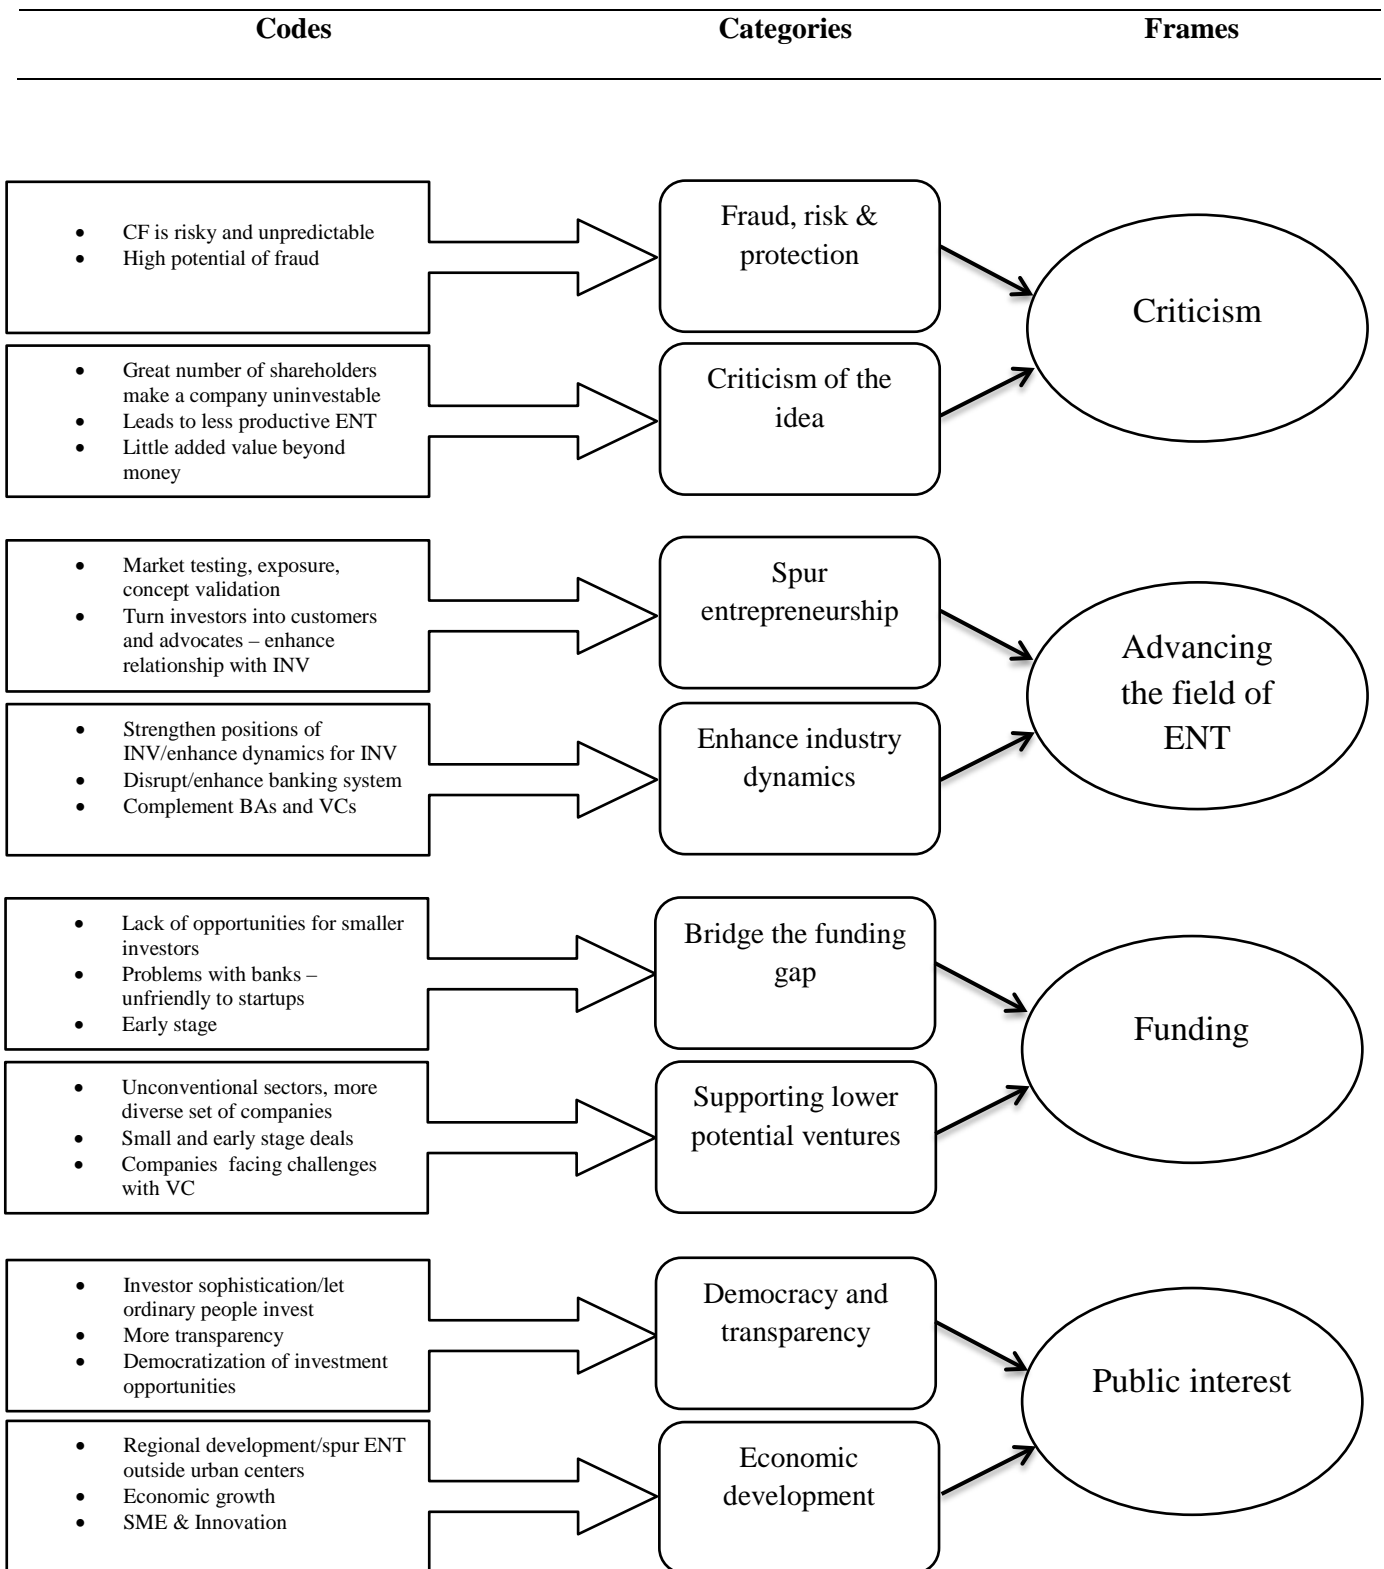 Codes Categories Frames
• CF is risky and unpredictable
• High potential of fraud
Fraud, risk &
protection
Criticism
• Great number of shareholders
make a company uninvestable
• Leads to less productive ENT
• Little added value beyond
money
Criticism of the
idea
• Market testing, exposure,
concept validation
• Turn investors into customers
and advocates – enhance
relationship with INV
Spur
entrepreneurship
Advancing
the field of
ENT
• Strengthen positions of
INV/enhance dynamics for INV
• Disrupt/enhance banking system
• Complement BAs and VCs
Enhance industry
dynamics
• Lack of opportunities for smaller
investors
• Problems with banks –
unfriendly to startups
• Early stage
Bridge the funding
gap
Funding
• Unconventional sectors, more
diverse set of companies
• Small and early stage deals
• Companies  facing challenges
with VC
Supporting lower
potential ventures
• Investor sophistication/let
ordinary people invest
• More transparency
• Democratization of investment
opportunities
Democracy and
transparency
Public interest
• Regional development/spur ENT
outside urban centers
• Economic growth
• SME & Innovation
Economic
development